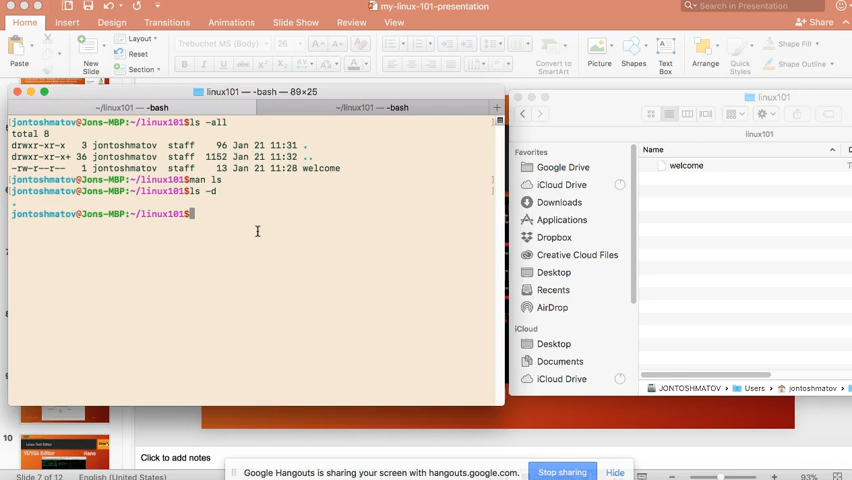 my-linux-101-presentation
Search in Presentation
Home Insert Design Transitions Animations Slide Show Review View
Share
Paste
New Slide
Layout
Reset
Section
Trebuchet MS (Body) 26
Convert to SmartArt
Picture Shapes Text Box Arrange Quick Styles
Shape Fill
Shape Outline
linux101 — -bash — 89×25
~/linux101 — -bash
~/linux101 — -bash
[jontoshmatov@Jons-MBP:~/linux101$ls -all ]
total 8
drwxr-xr-x 3 jontoshmatov staff 96 Jan 21 11:31 .
drwxr-xr-x+ 36 jontoshmatov staff 1152 Jan 21 11:32 ..
-rw-r--r-- 1 jontoshmatov staff 13 Jan 21 11:28 welcome
[jontoshmatov@Jons-MBP:~/linux101$man ls ]
[jontoshmatov@Jons-MBP:~/linux101$ls -d ]
.
jontoshmatov@Jons-MBP:~/linux101$
linux101
linux101
Favorites
Google Drive
iCloud Drive
Downloads
Applications
Dropbox
Creative Cloud Files
Desktop
Recents
AirDrop
iCloud
Desktop
Documents
iCloud Drive
Name
welcome
JONTOSHMATOV › Users › jontoshmatov
10
Linux Text Editor
VI/VIM Nano
Click to add notes
Google Hangouts is sharing your screen with hangouts.google.com.
Stop sharing
Hide
Slide 7 of 12 English (United States)
93%